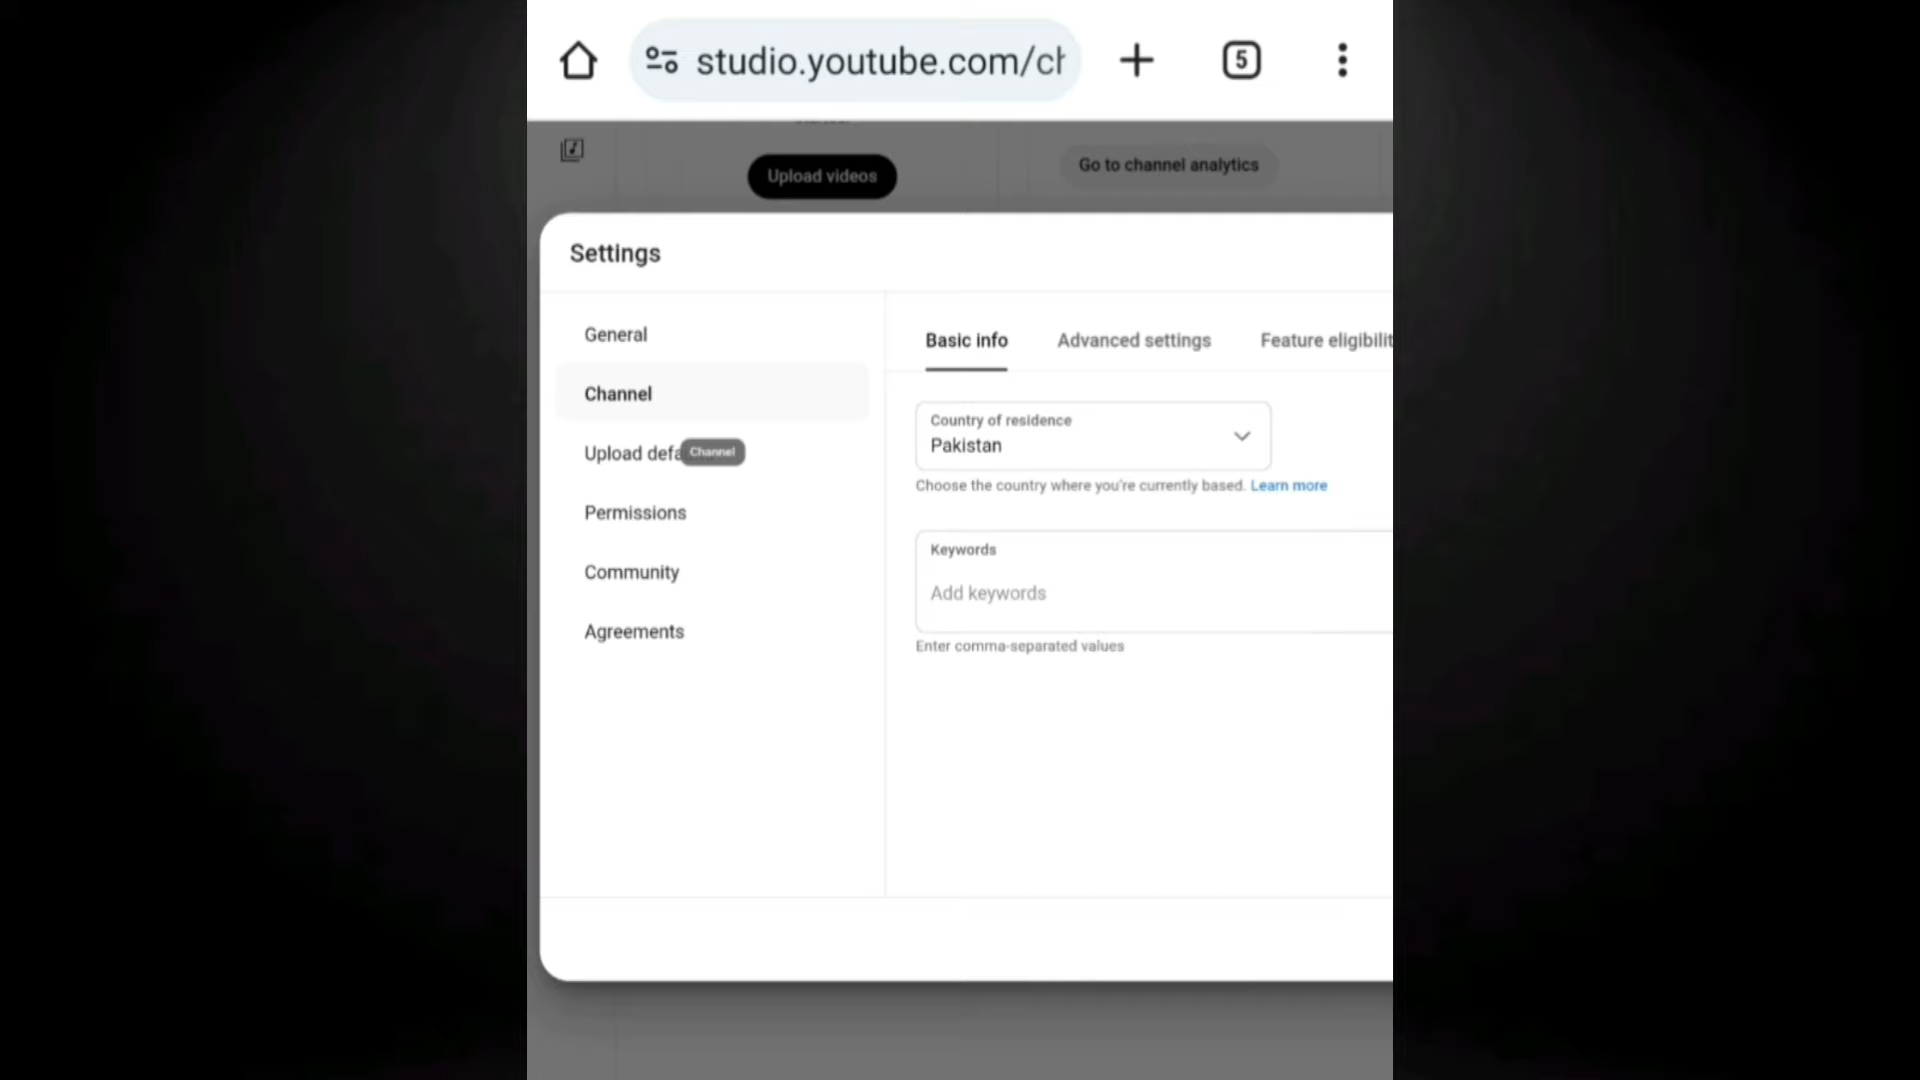 studio.youtube.com/ch
5
Upload videos
Go to channel analytics
Settings
General
Channel
Upload defa
Channel
Permissions
Community
Agreements
Basic info
Advanced settings
Feature eligibilit
Country of residence
Pakistan
Choose the country where you're currently based. Learn more
Keywords
Add keywords
Enter comma-separated values